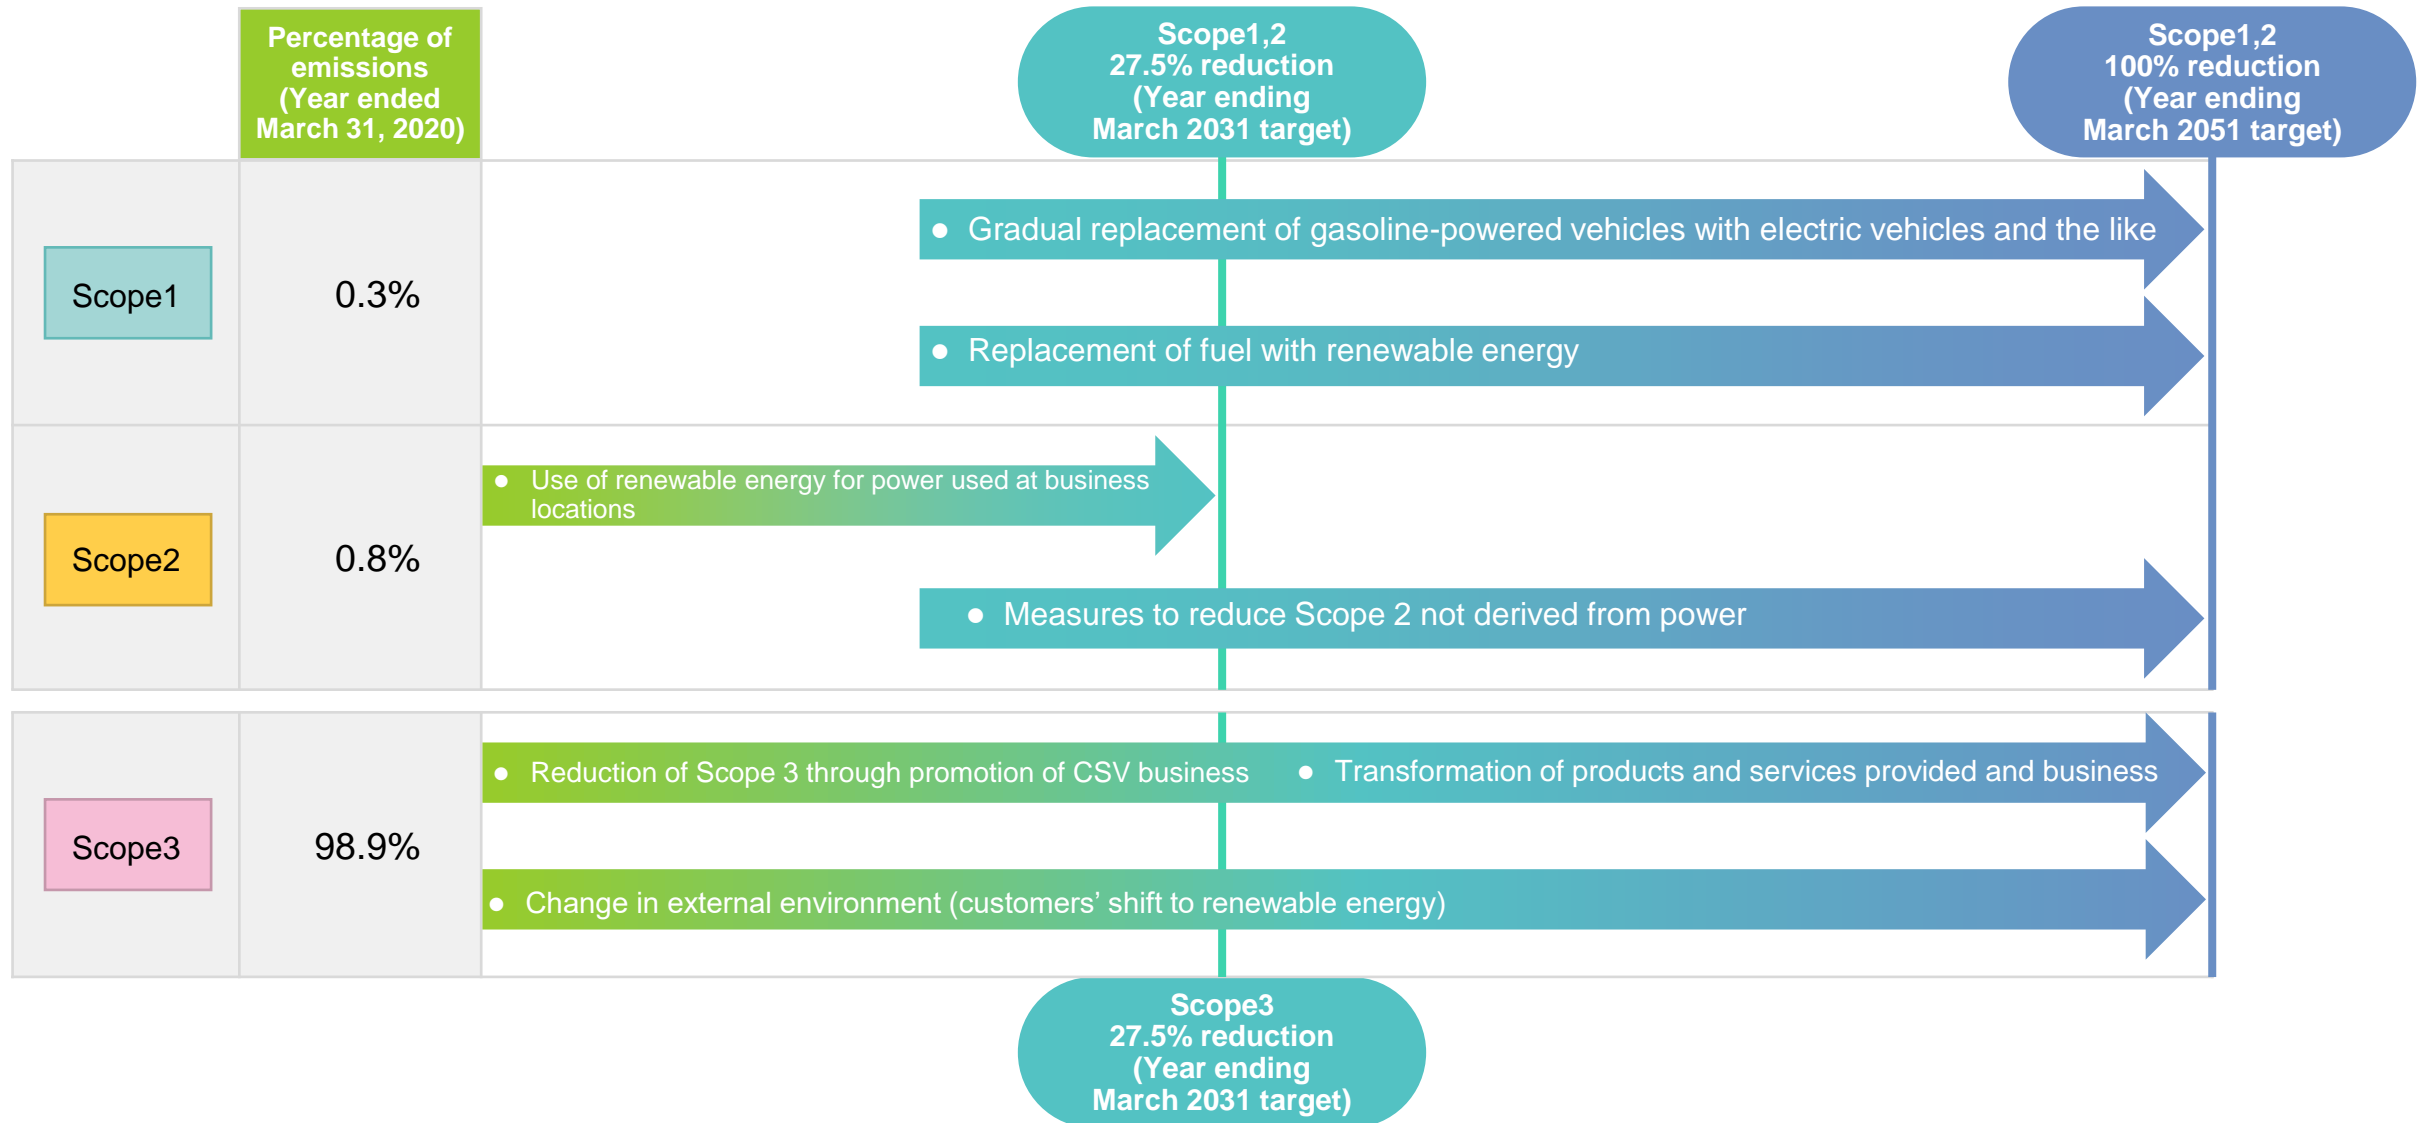 Percentage of
emissions
(Year ended
March 31, 2020)
Scope1,2
27.5% reduction
(Year ending
March 2031 target)
Scope1,2
100% reduction
(Year ending
March 2051 target)
Scope1
0.3%
● Gradual replacement of gasoline-powered vehicles with electric vehicles and the like
● Replacement of fuel with renewable energy
Scope2
0.8%
● Use of renewable energy for power used at business
locations
● Measures to reduce Scope 2 not derived from power
Scope3
98.9%
● Reduction of Scope 3 through promotion of CSV business
● Transformation of products and services provided and business
● Change in external environment (customers’ shift to renewable energy)
Scope3
27.5% reduction
(Year ending
March 2031 target)